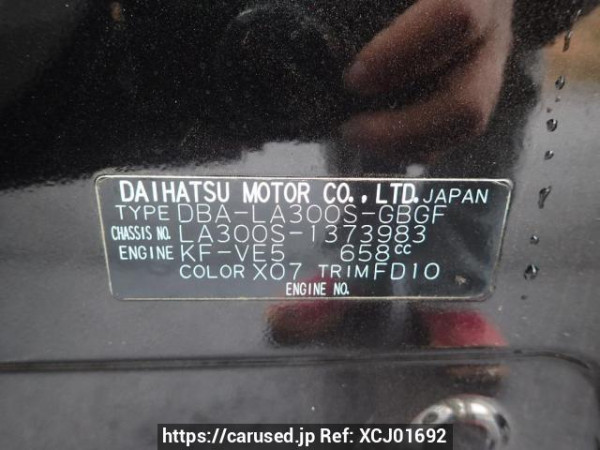 DAIHATSU MOTOR CO., LTD. JAPAN
TYPE DBA-LA300S-GBGF
CHASSIS NO. LA300S-1373983
ENGINE KF-VE5 658cc
COLOR X07 TRIM FD10
ENGINE NO.
https://carused.jp Ref: XCJ01692